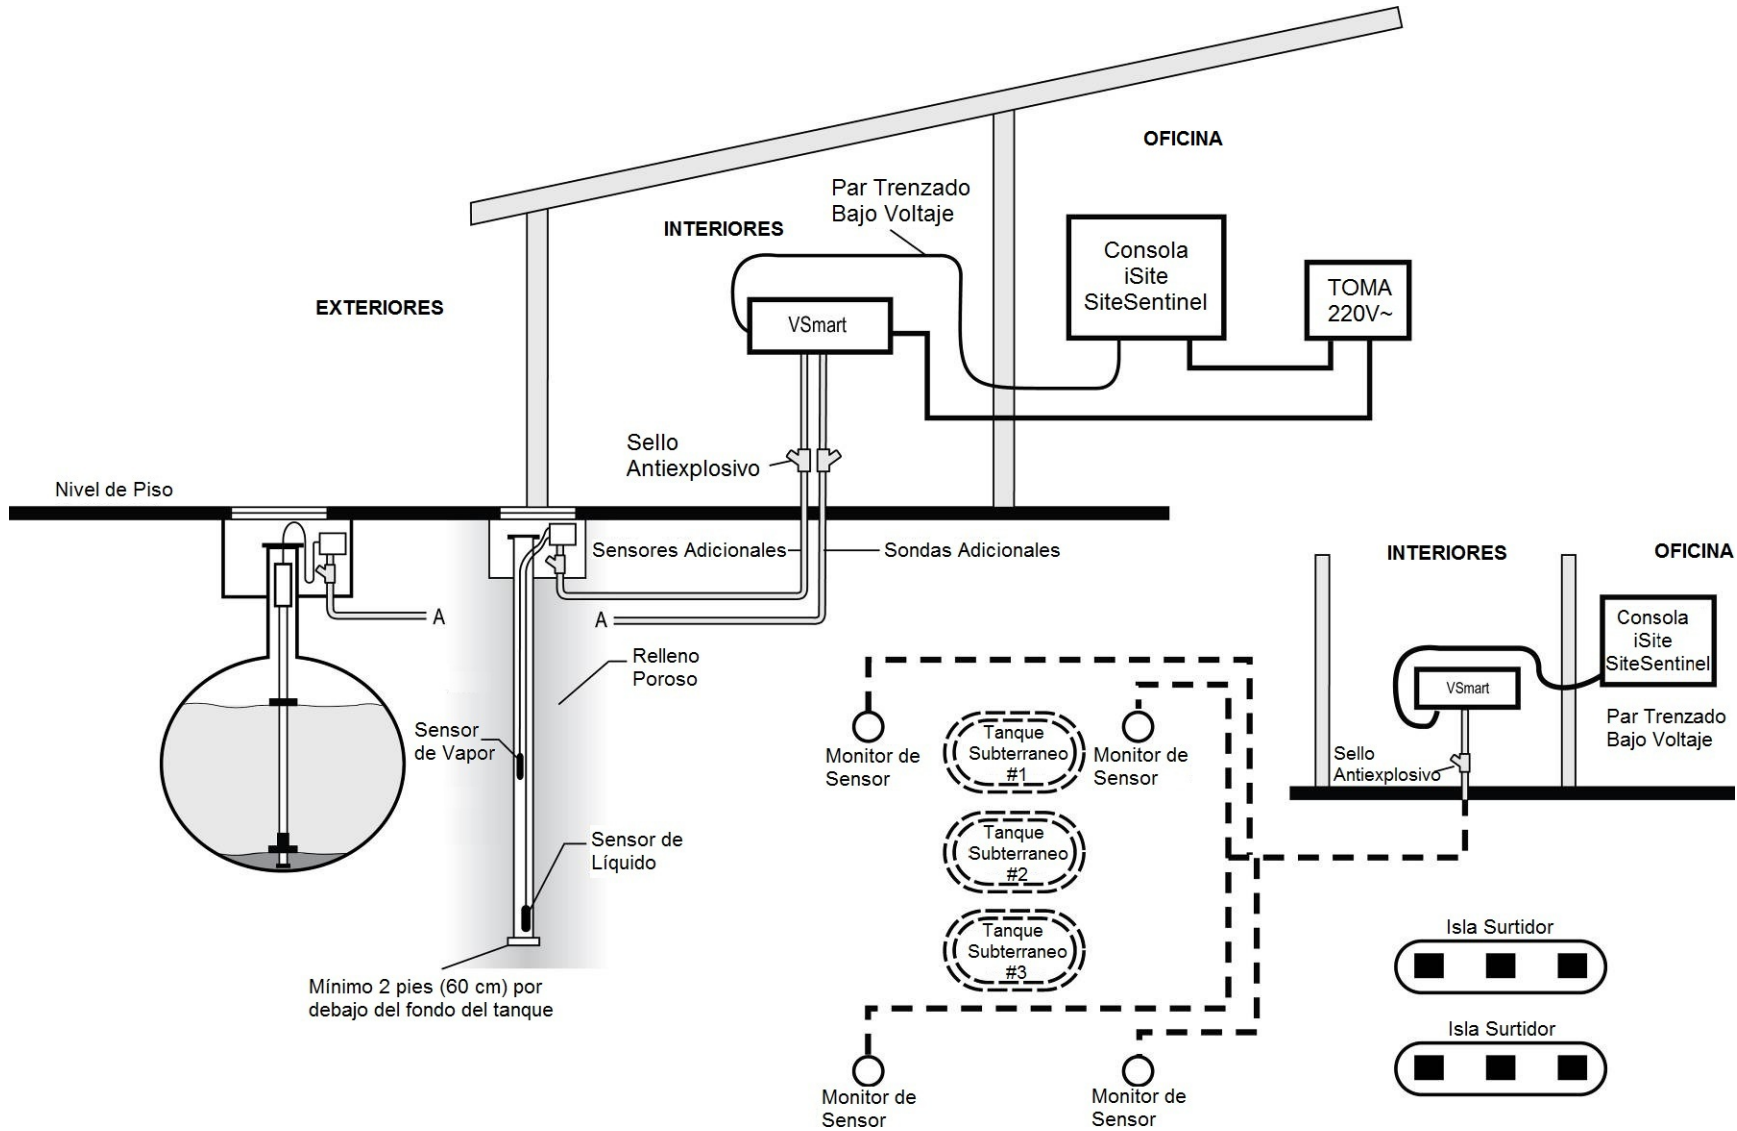 OFICINA
Par Trenzado
Bajo Voltaje
INTERIORES
Consola
iSite
SiteSentinel
TOMA
220V~
EXTERIORES
VSmart
Sello
Antiexplosivo
Nivel de Piso
Sensores Adicionales
Sondas Adicionales
A
A
Relleno
Poroso
Sensor
de Vapor
Sensor de
Líquido
Mínimo 2 pies (60 cm) por
debajo del fondo del tanque
INTERIORES
OFICINA
Consola
iSite
SiteSentinel
VSmart
Par Trenzado
Bajo Voltaje
Sello
Antiexplosivo
Monitor de
Sensor
Tanque
Subterraneo
#1
Monitor de
Sensor
Tanque
Subterraneo
#2
Tanque
Subterraneo
#3
Isla Surtidor
Isla Surtidor
Monitor de
Sensor
Monitor de
Sensor